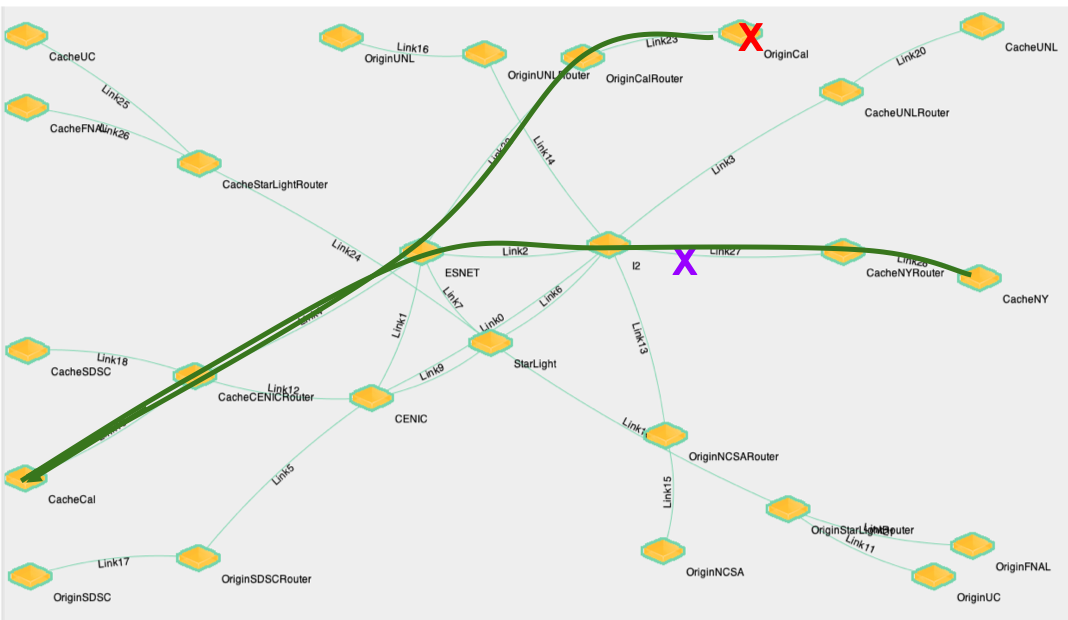 CacheUC
Link25
CacheFNAL
Link26
CacheStarLightRouter
Link24
OriginUNL
Link16
OriginUNLRouter
Link14
OriginCalRouter
Link23
X
OriginCal
Link20
CacheUNL
CacheUNLRouter
Link3
ESNET
Link2
I2
X
Link27
CacheNYRouter
Link28
CacheNY
Link7
Link0
Link6
Link1
StarLight
Link13
CacheSDSC
Link18
CacheCENICRouter
Link12
Link9
CENIC
CacheCal
Link5
OriginNCSARouter
Link15
OriginNCSA
OriginStarLightRouter
Link11
OriginFNAL
OriginUC
Link17
OriginSDSC
OriginSDSCRouter